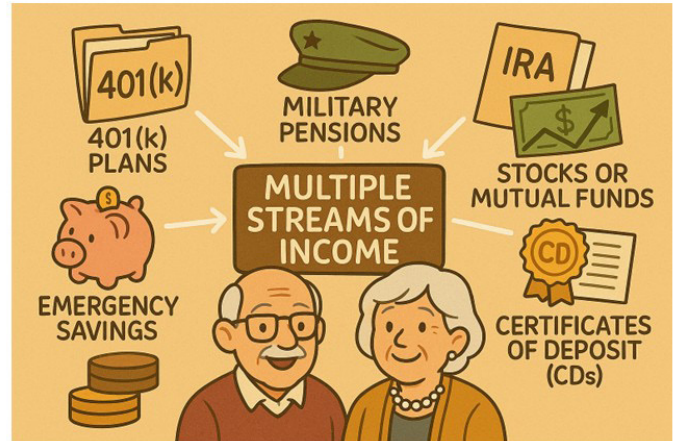 401(k)
401(k)
PLANS
MILITARY
PENSIONS
IRA
$
STOCKS OR
MUTUAL FUNDS
MULTIPLE
STREAMS OF
INCOME
$
EMERGENCY
SAVINGS
CD
CERTIFICATES
OF DEPOSIT
(CDs)